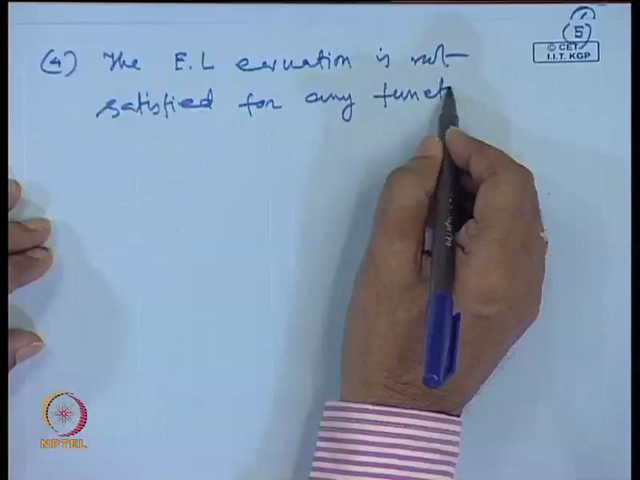 (5)
© CET
I.I.T. KGP
(4) The E.L equation is not
satisfied for any funct
NPTEL